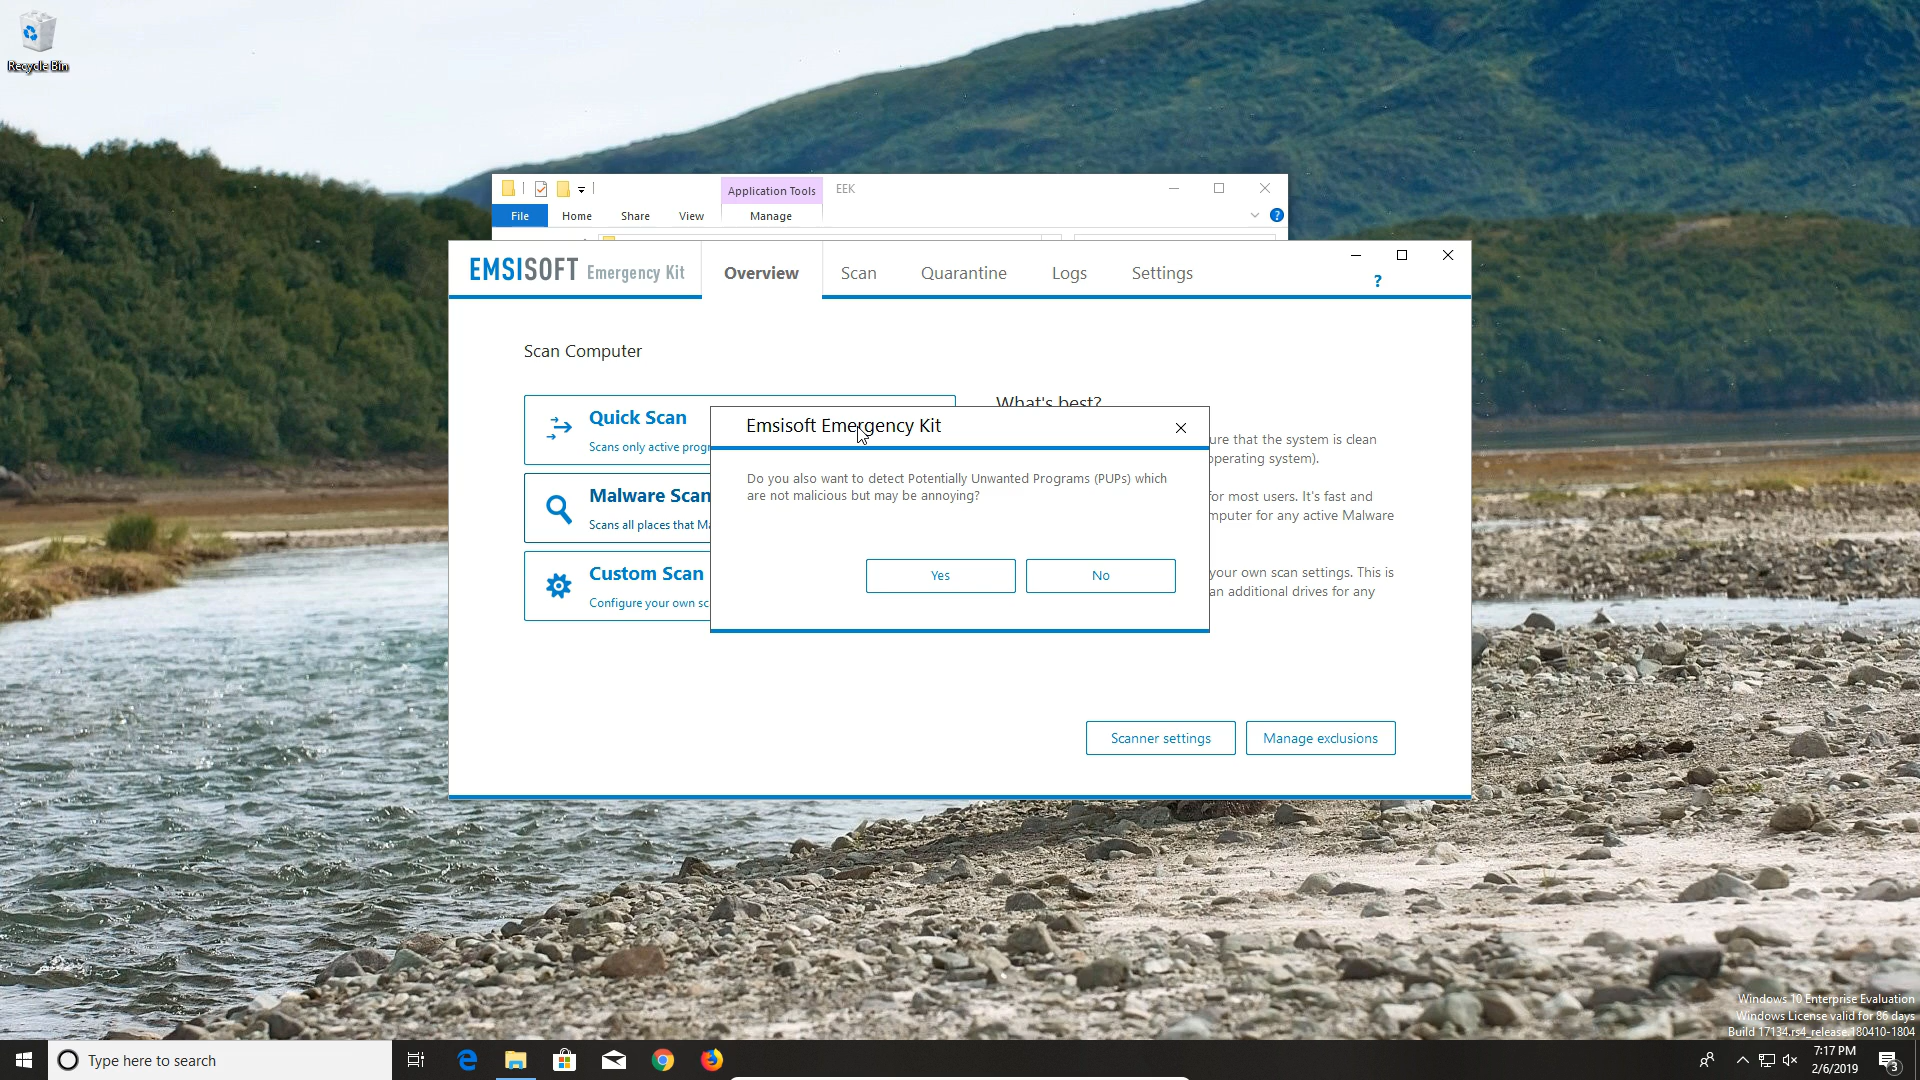 Recycle Bin
Application Tools
EEK
File
Home
Share
View
Manage
EMSISOFT Emergency Kit
Overview
Scan
Quarantine
Logs
Settings
?
Scan Computer
Quick Scan
Scans only active progr
Malware Scan
Scans all places that Ma
Custom Scan
Configure your own sc
What's best?
ure that the system is clean
operating system).
for most users. It's fast and
mputer for any active Malware
your own scan settings. This is
an additional drives for any
Emsisoft Emergency Kit
Do you also want to detect Potentially Unwanted Programs (PUPs) which
are not malicious but may be annoying?
Yes
No
Scanner settings
Manage exclusions
Windows 10 Enterprise Evaluation
Windows License valid for 86 days
Build 17134.rs4_release.180410-1804
Type here to search
7:17 PM
2/6/2019
3